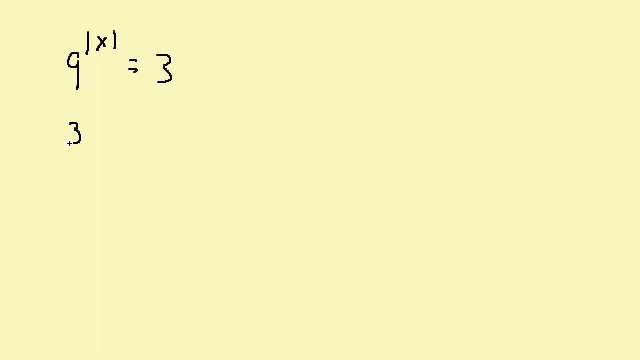 9^|x| = 3
3